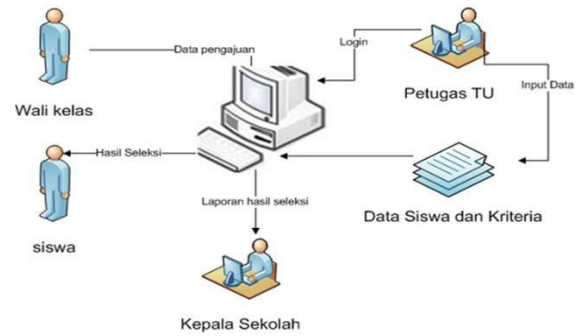 Data pengajuan
Login
Wali kelas
Petugas TU
Input Data
Hasil Seleksi
siswa
Laporan hasil seleksi
Data Siswa dan Kriteria
Kepala Sekolah